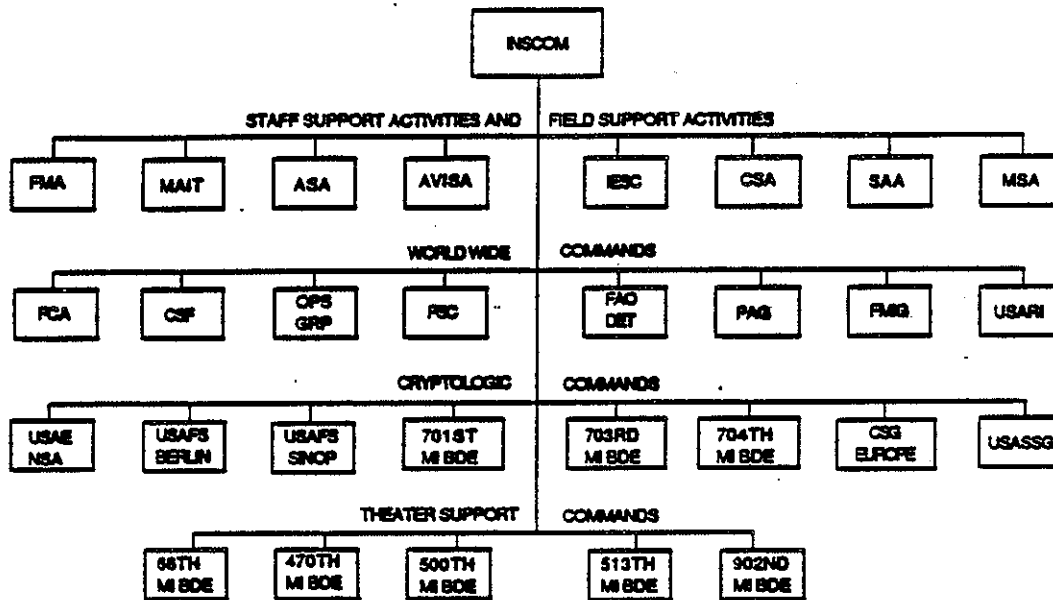 INSCOM
STAFF SUPPORT ACTIVITIES AND FIELD SUPPORT ACTIVITIES
FMA MAIT ASA AVISA IESC CSA SAA MSA
WORLD WIDE COMMANDS
FCA CSF OPS FSC FAO PAG FMIG USARI
GRP DET
CRYPTOLOGIC COMMANDS
USAE USAFS USAFS 701ST 703RD 704TH CSG USASSG
NSA BERLIN SINOP MI BDE MI BDE MI BDE EUROPE
THEATER SUPPORT COMMANDS
66TH 470TH 500TH 513TH 902ND
MI BDE MI BDE MI BDE MI BDE MI BDE